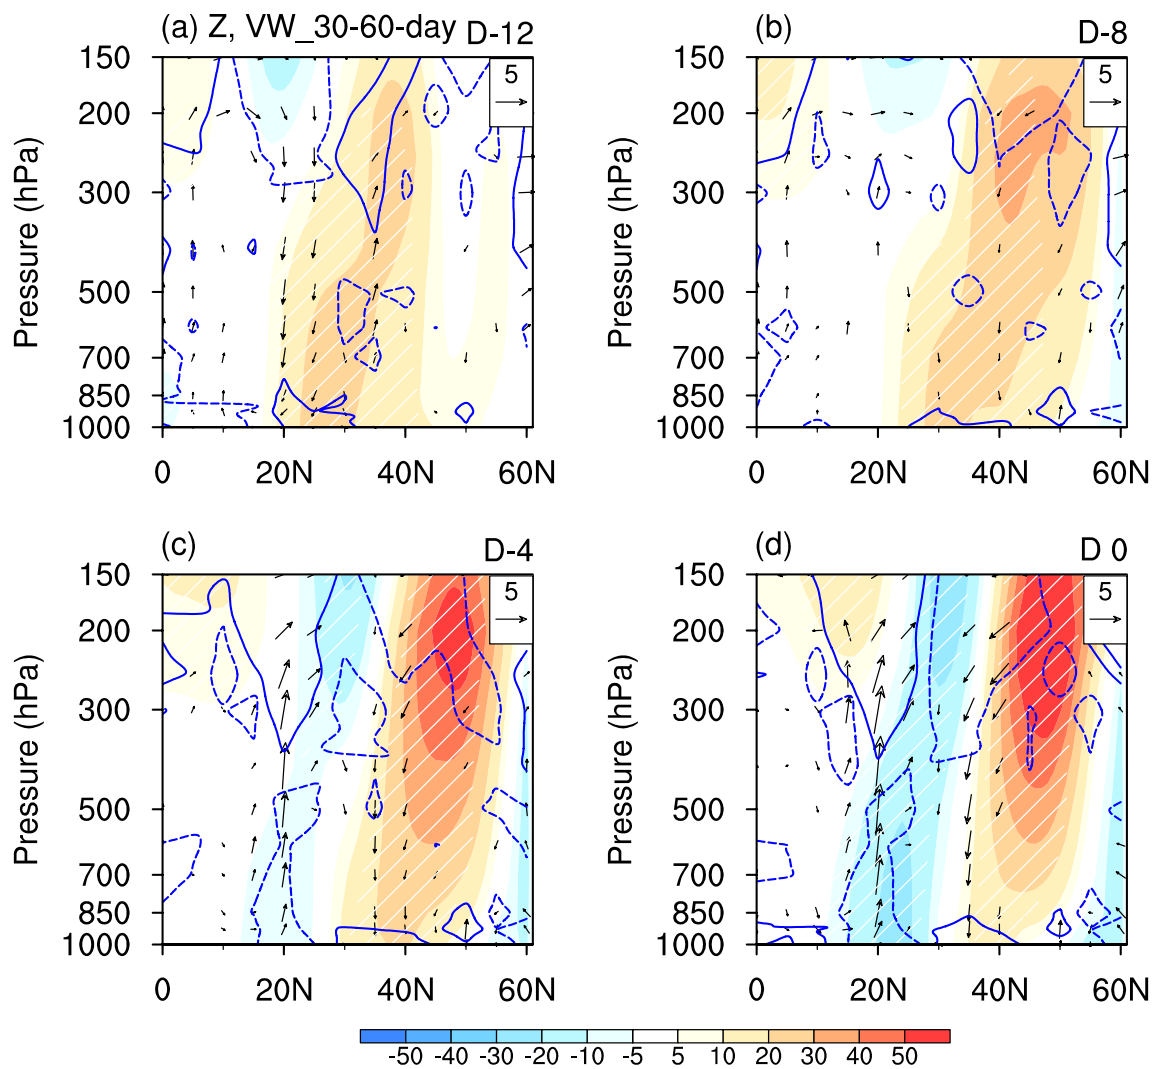 (a) Z, VW_30-60-day D-12
(b) D-8
150
200
300
500
700
850
1000
Pressure (hPa)
5
0 20N 40N 60N
150
200
300
500
700
850
1000
Pressure (hPa)
5
0 20N 40N 60N
(c) D-4
(d) D 0
150
200
300
500
700
850
1000
Pressure (hPa)
5
0 20N 40N 60N
150
200
300
500
700
850
1000
Pressure (hPa)
5
0 20N 40N 60N
-50 -40 -30 -20 -10 -5 5 10 20 30 40 50